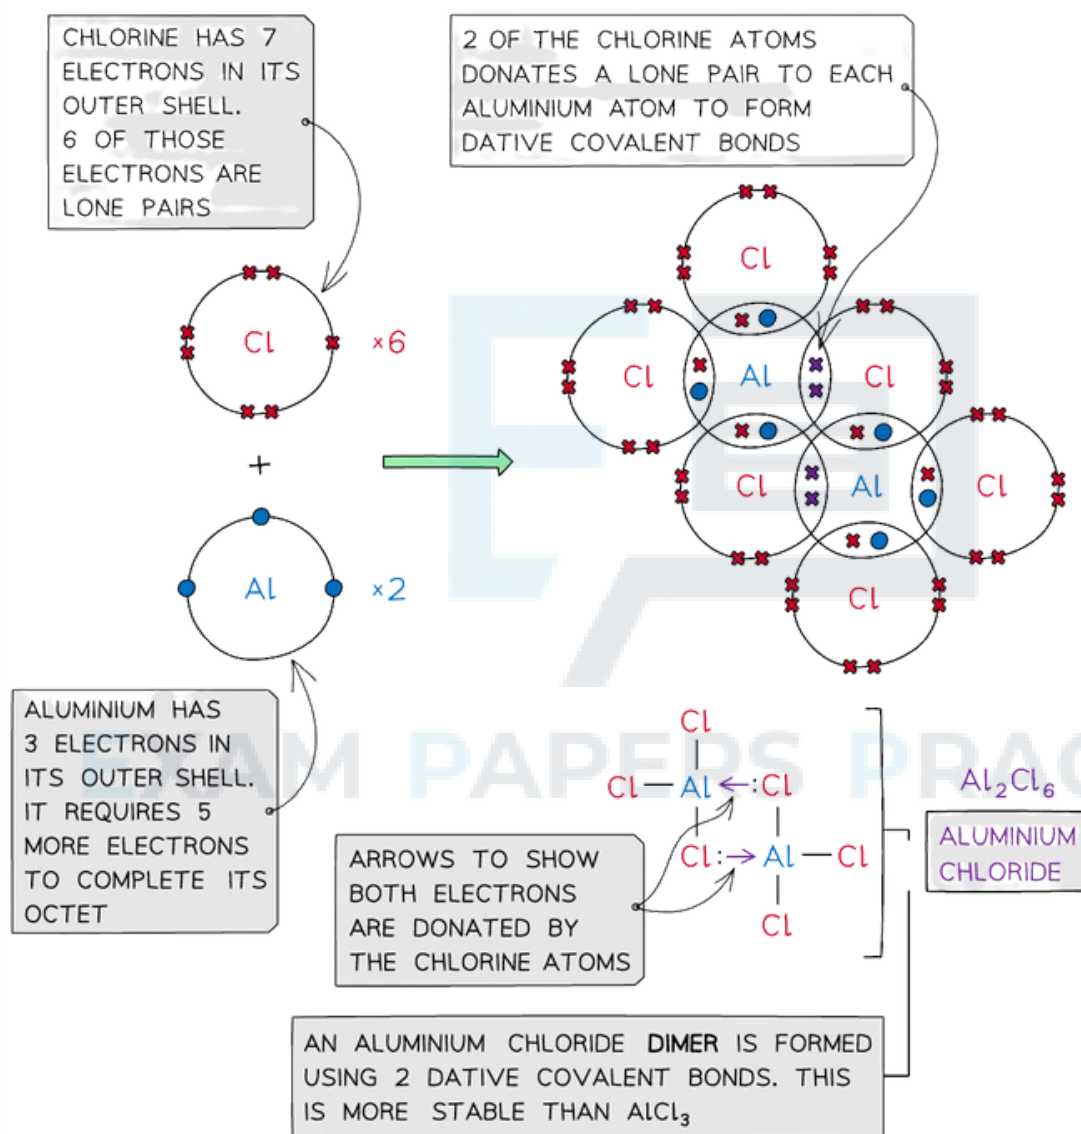 CHLORINE HAS 7
ELECTRONS IN ITS
OUTER SHELL.
6 OF THOSE
ELECTRONS ARE
LONE PAIRS
2 OF THE CHLORINE ATOMS
DONATES A LONE PAIR TO EACH
ALUMINIUM ATOM TO FORM
DATIVE COVALENT BONDS
Cl
×6
+
Al
×2
Cl
Cl
Al
Cl
Cl
Al
Cl
Cl
ALUMINIUM HAS
3 ELECTRONS IN
ITS OUTER SHELL.
IT REQUIRES 5
MORE ELECTRONS
TO COMPLETE ITS
OCTET
EXAM PAPERS PRAC
Cl
Cl—Al←:Cl
Cl:→Al—Cl
Cl
Al₂Cl₆
ALUMINIUM
CHLORIDE
ARROWS TO SHOW
BOTH ELECTRONS
ARE DONATED BY
THE CHLORINE ATOMS
AN ALUMINIUM CHLORIDE DIMER IS FORMED
USING 2 DATIVE COVALENT BONDS. THIS
IS MORE STABLE THAN AlCl₃